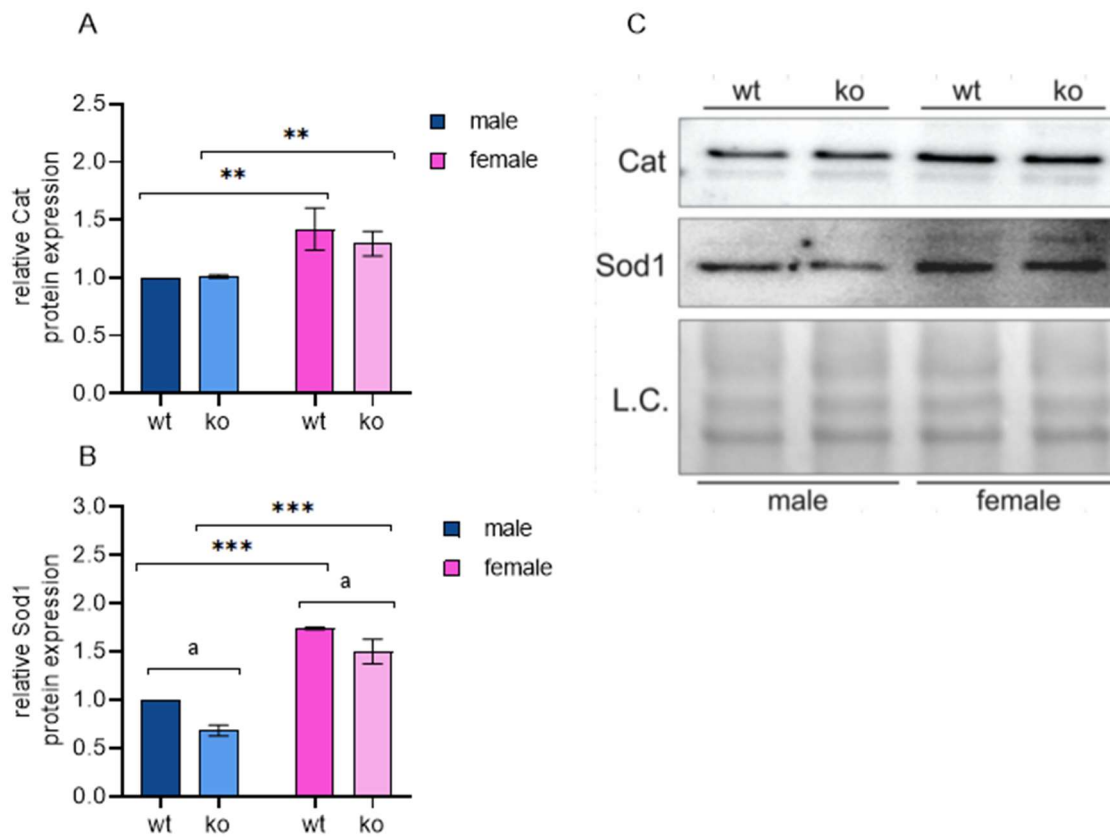 A
relative Cat
protein expression
2.5
2.0
1.5
1.0
0.5
0.0
**
**
male
female
wt ko wt ko
B
relative Sod1
protein expression
3.0
2.5
2.0
1.5
1.0
0.5
0.0
***
***
a
a
male
female
wt ko wt ko
C
wt ko wt ko
Cat
Sod1
L.C.
male female